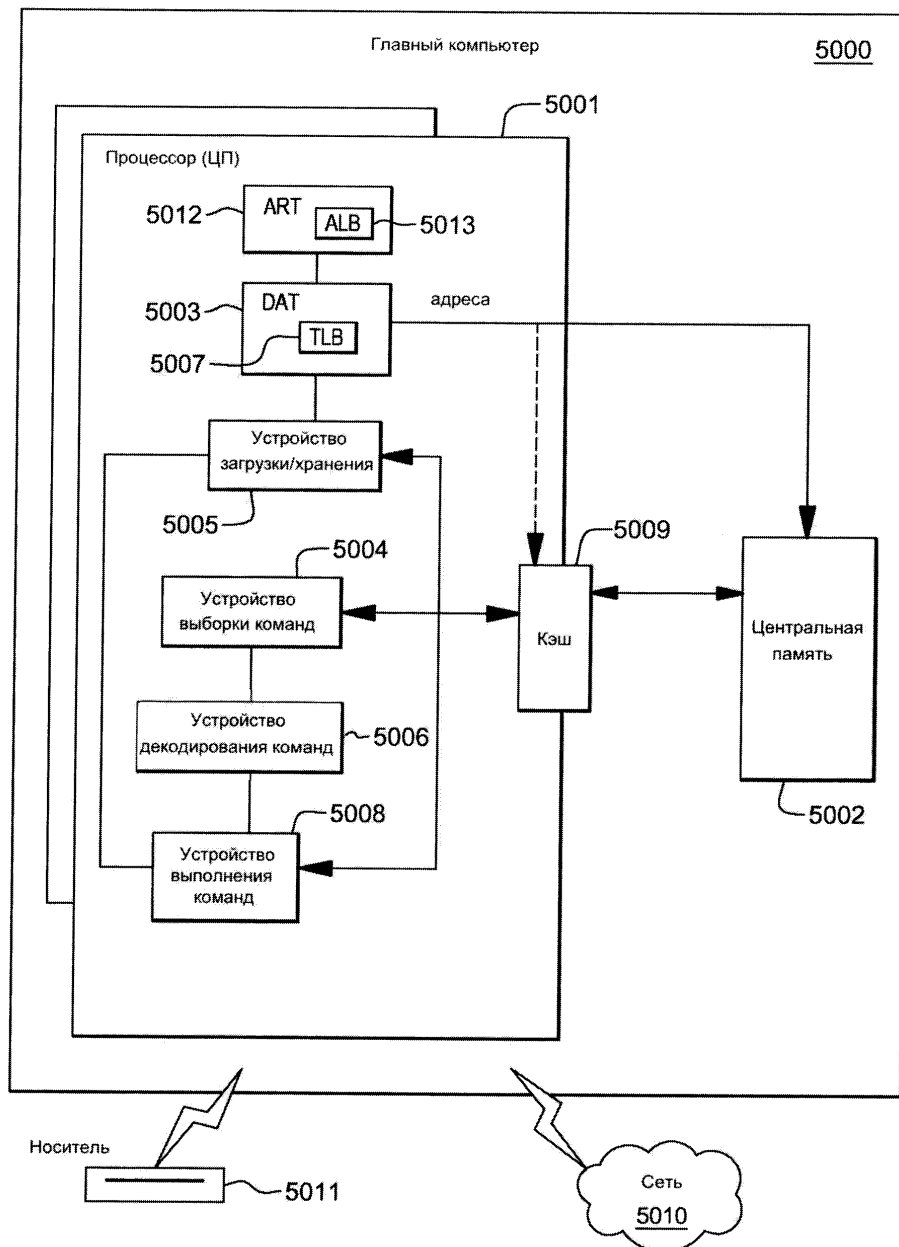 Главный компьютер
5000
5001
Процессор (ЦП)
ART
ALB
5012
5013
DAT
5003
TLB
5007
адреса
Устройство
загрузки/хранения
5005
5004
5009
Устройство
выборки команд
Кэш
Центральная
память
Устройство
декодирования команд
5006
5002
5008
Устройство
выполнения
команд
Носитель
5011
Сеть
5010